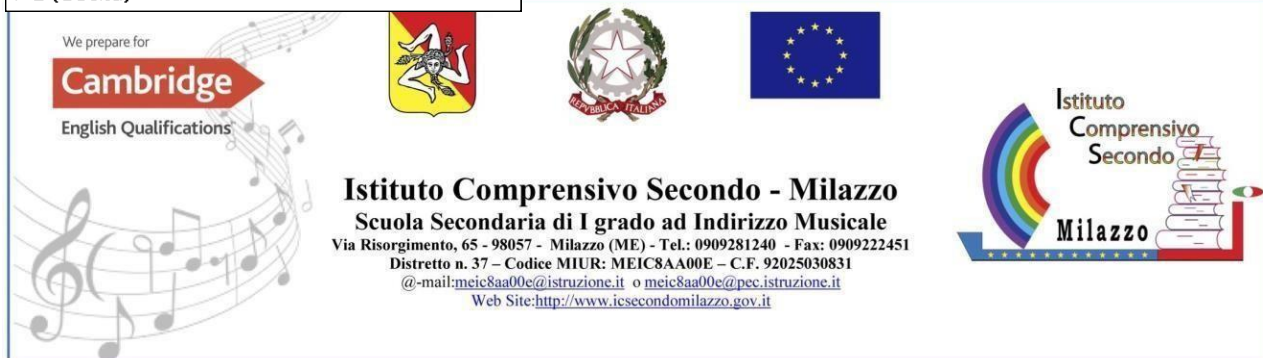 We prepare for
Cambridge
English Qualifications
REPVBBLICA ITALIANA
Istituto
Comprensivo
Secondo
Milazzo
Istituto Comprensivo Secondo - Milazzo
Scuola Secondaria di I grado ad Indirizzo Musicale
Via Risorgimento, 65 - 98057 - Milazzo (ME) - Tel.: 0909281240 - Fax: 0909222451
Distretto n. 37 – Codice MIUR: MEIC8AA00E – C.F. 92025030831
@-mail:meic8aa00e@istruzione.it o meic8aa00e@pec.istruzione.it
Web Site:http://www.icsecondomilazzo.gov.it